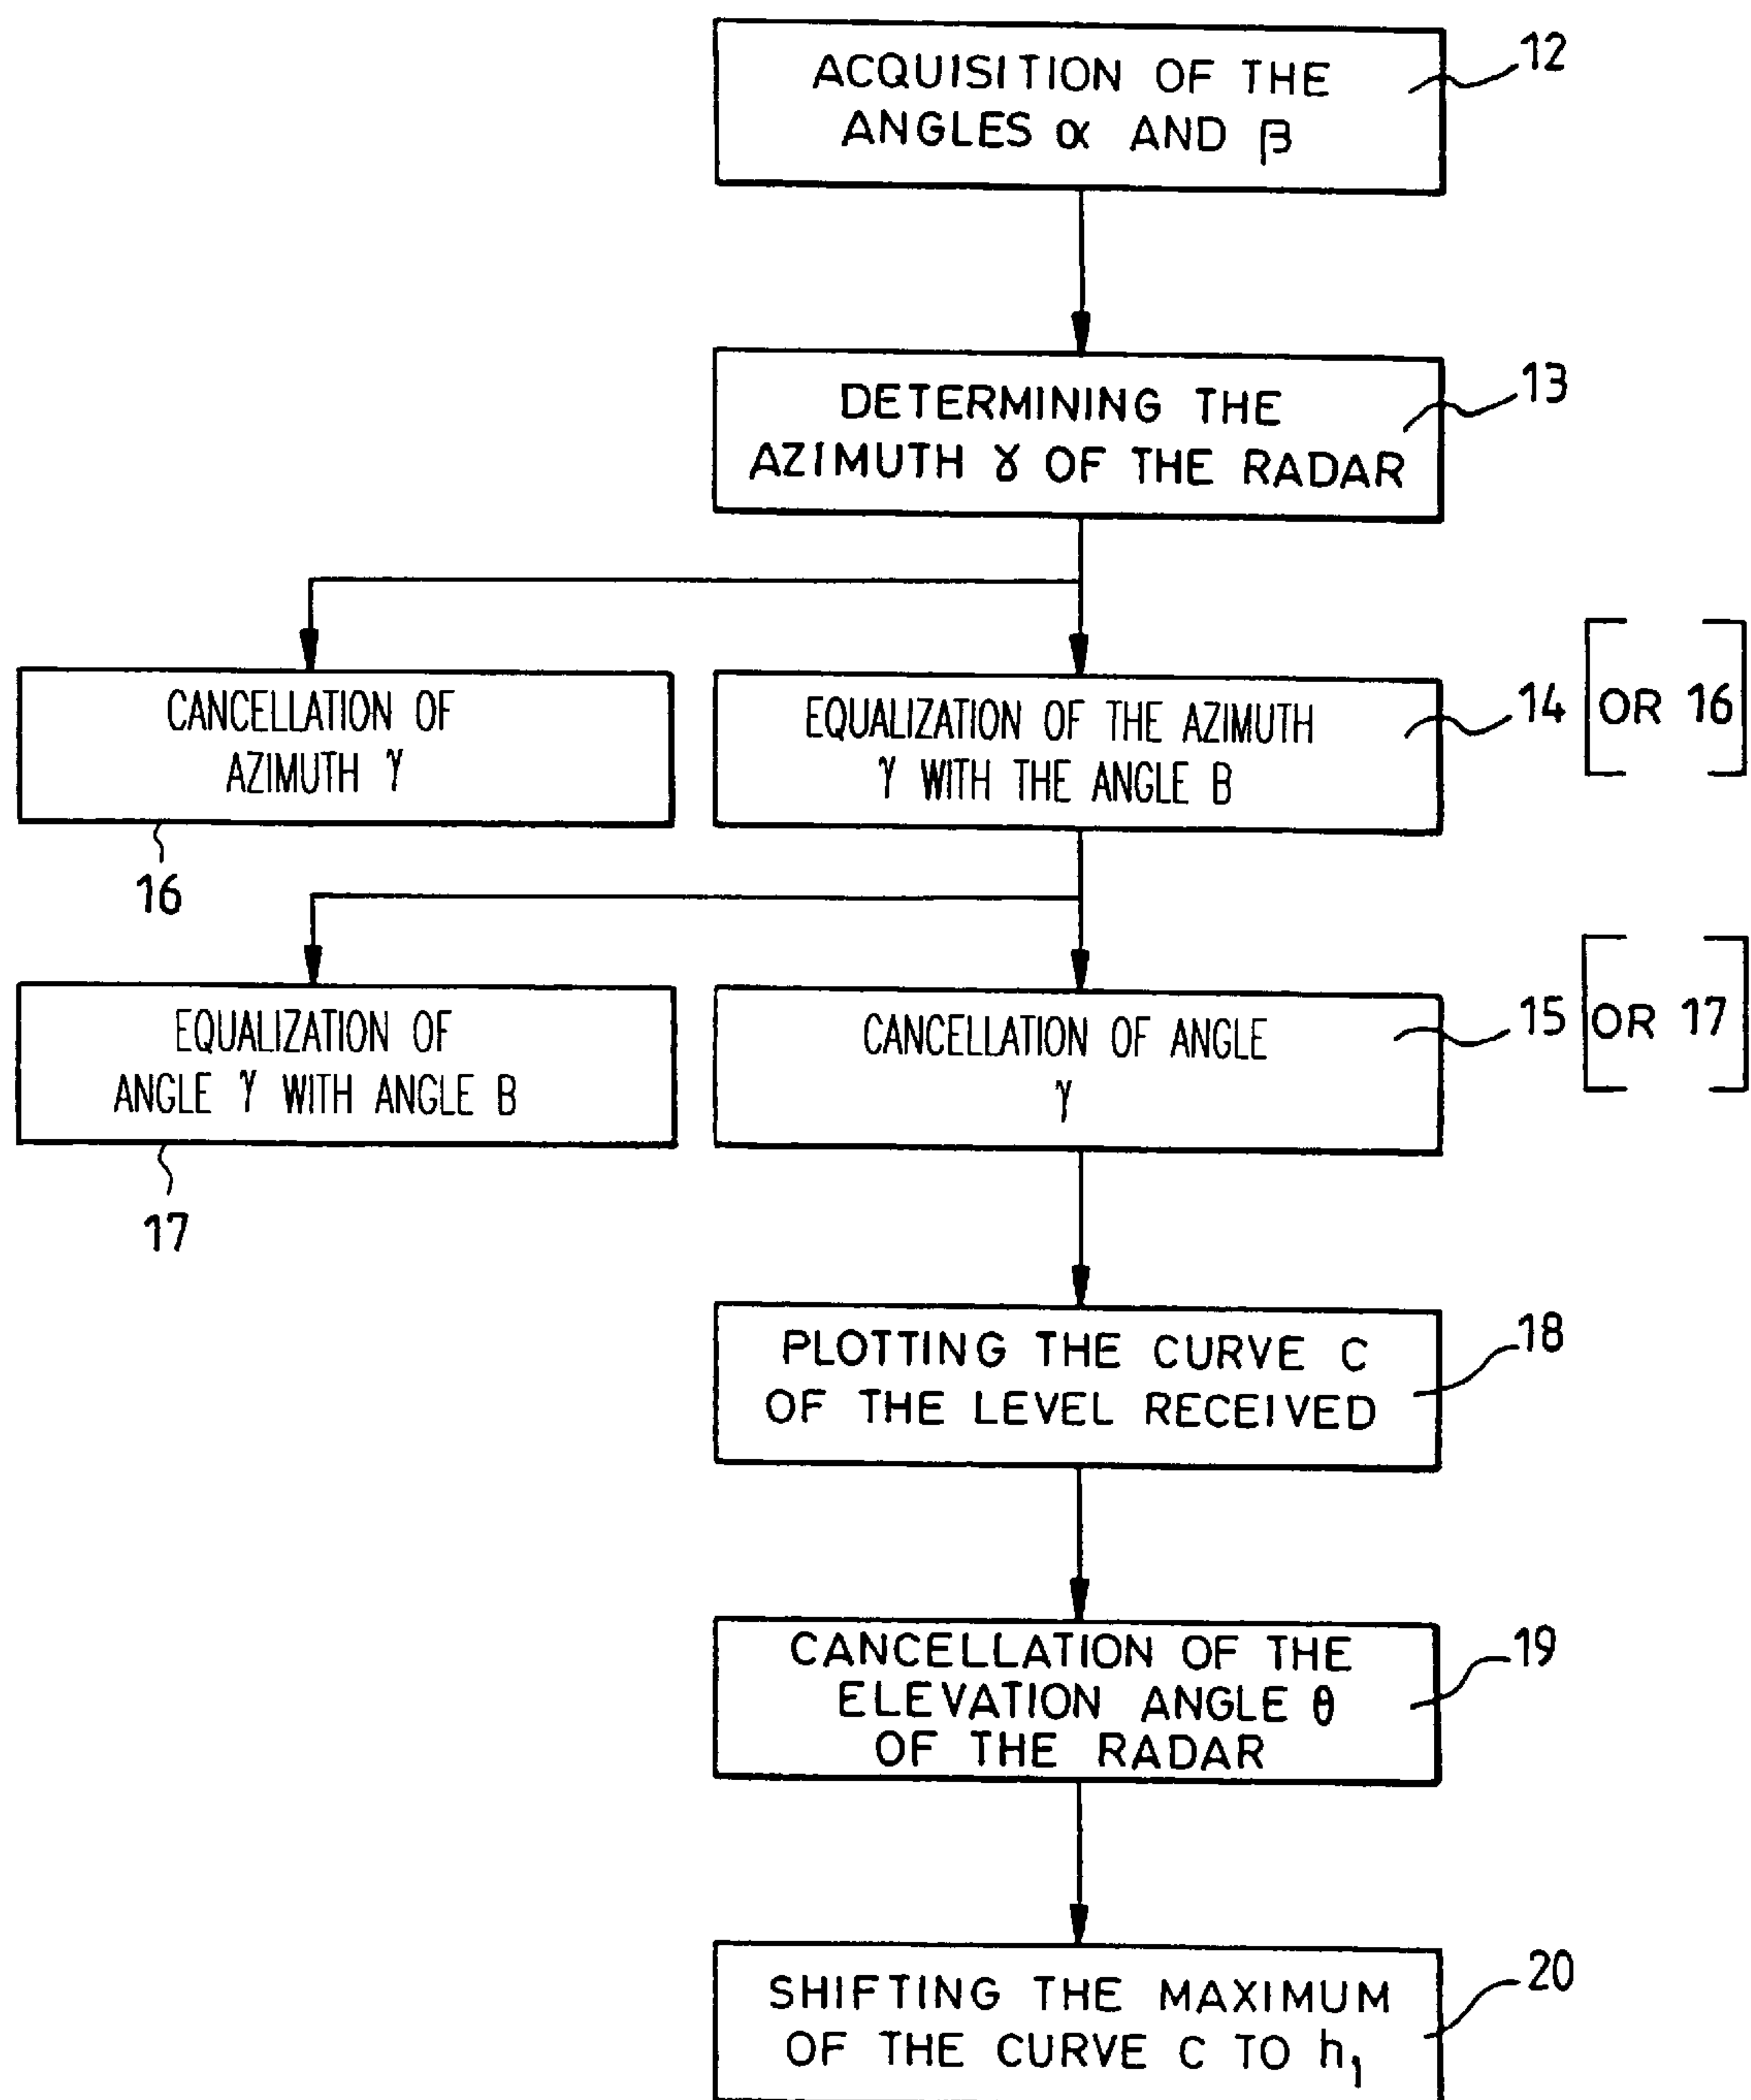 ACQUISITION OF THE
ANGLES α AND β
12
DETERMINING THE
AZIMUTH γ OF THE RADAR
13
CANCELLATION OF
AZIMUTH γ
16
EQUALIZATION OF THE AZIMUTH
γ WITH THE ANGLE B
14 [OR 16]
EQUALIZATION OF
ANGLE γ WITH ANGLE B
17
CANCELLATION OF ANGLE
γ
15 [OR 17]
PLOTTING THE CURVE C
OF THE LEVEL RECEIVED
18
CANCELLATION OF THE
ELEVATION ANGLE θ
OF THE RADAR
19
SHIFTING THE MAXIMUM
OF THE CURVE C TO h₁
20